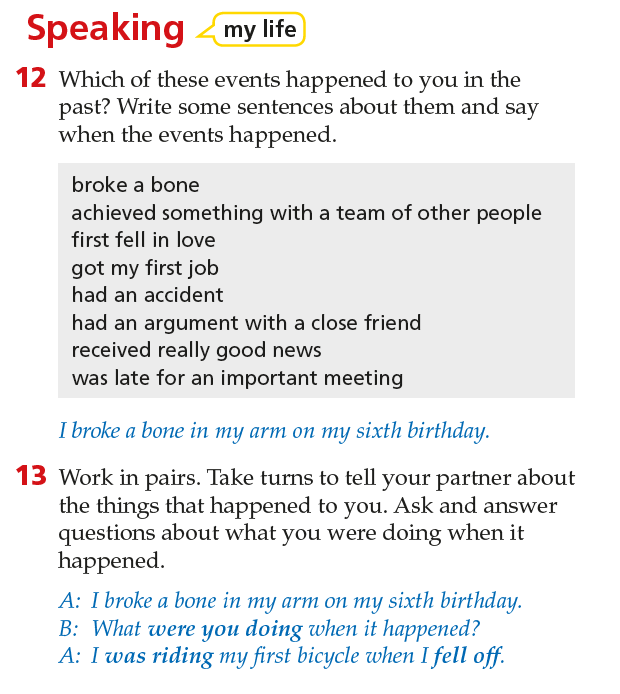 Speaking my life
12 Which of these events happened to you in the
past? Write some sentences about them and say
when the events happened.
broke a bone
achieved something with a team of other people
first fell in love
got my first job
had an accident
had an argument with a close friend
received really good news
was late for an important meeting
I broke a bone in my arm on my sixth birthday.
13 Work in pairs. Take turns to tell your partner about
the things that happened to you. Ask and answer
questions about what you were doing when it
happened.
A: I broke a bone in my arm on my sixth birthday.
B: What were you doing when it happened?
A: I was riding my first bicycle when I fell off.